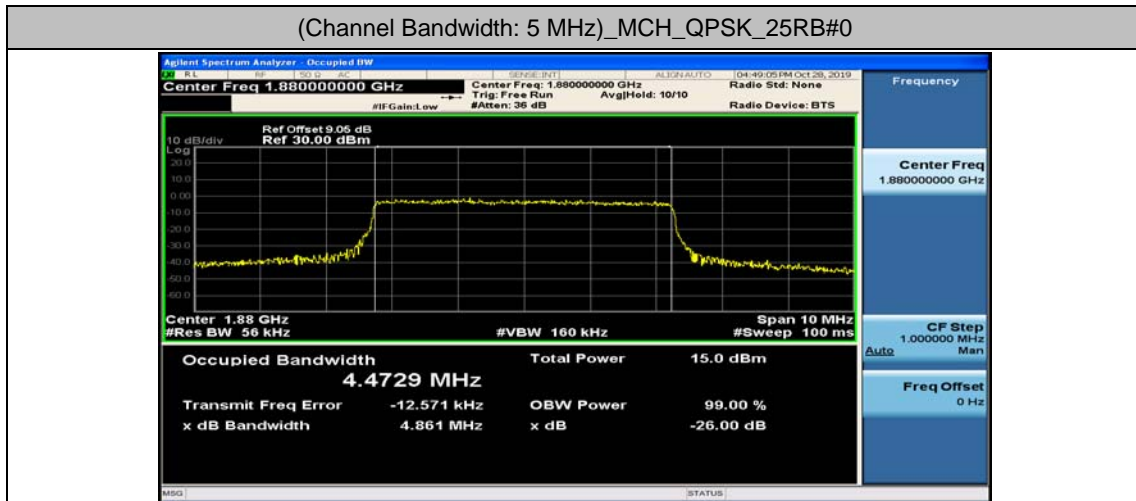 (Channel Bandwidth: 5 MHz)_MCH_QPSK_25RB#0
Agilent Spectrum Analyzer - Occupied BW
RL RF 50 Ω AC SENSE:INT ALIGN AUTO 04:49:05 PM Oct 28, 2019
Center Freq 1.880000000 GHz
Center Freq: 1.880000000 GHz
Radio Std: None
Trig: Free Run Avg|Hold: 10/10
#IFGain:Low #Atten: 36 dB Radio Device: BTS
Ref Offset 9.05 dB
10 dB/div Ref 30.00 dBm
Log
20.0
10.0
0.00
-10.0
-20.0
-30.0
-40.0
-50.0
-60.0
Center 1.88 GHz Span 10 MHz
#Res BW 56 kHz #VBW 160 kHz #Sweep 100 ms
Occupied Bandwidth Total Power 15.0 dBm
4.4729 MHz
Transmit Freq Error -12.571 kHz OBW Power 99.00 %
x dB Bandwidth 4.861 MHz x dB -26.00 dB
Frequency
Center Freq
1.880000000 GHz
CF Step
1.000000 MHz
Auto Man
Freq Offset
0 Hz
MSG STATUS